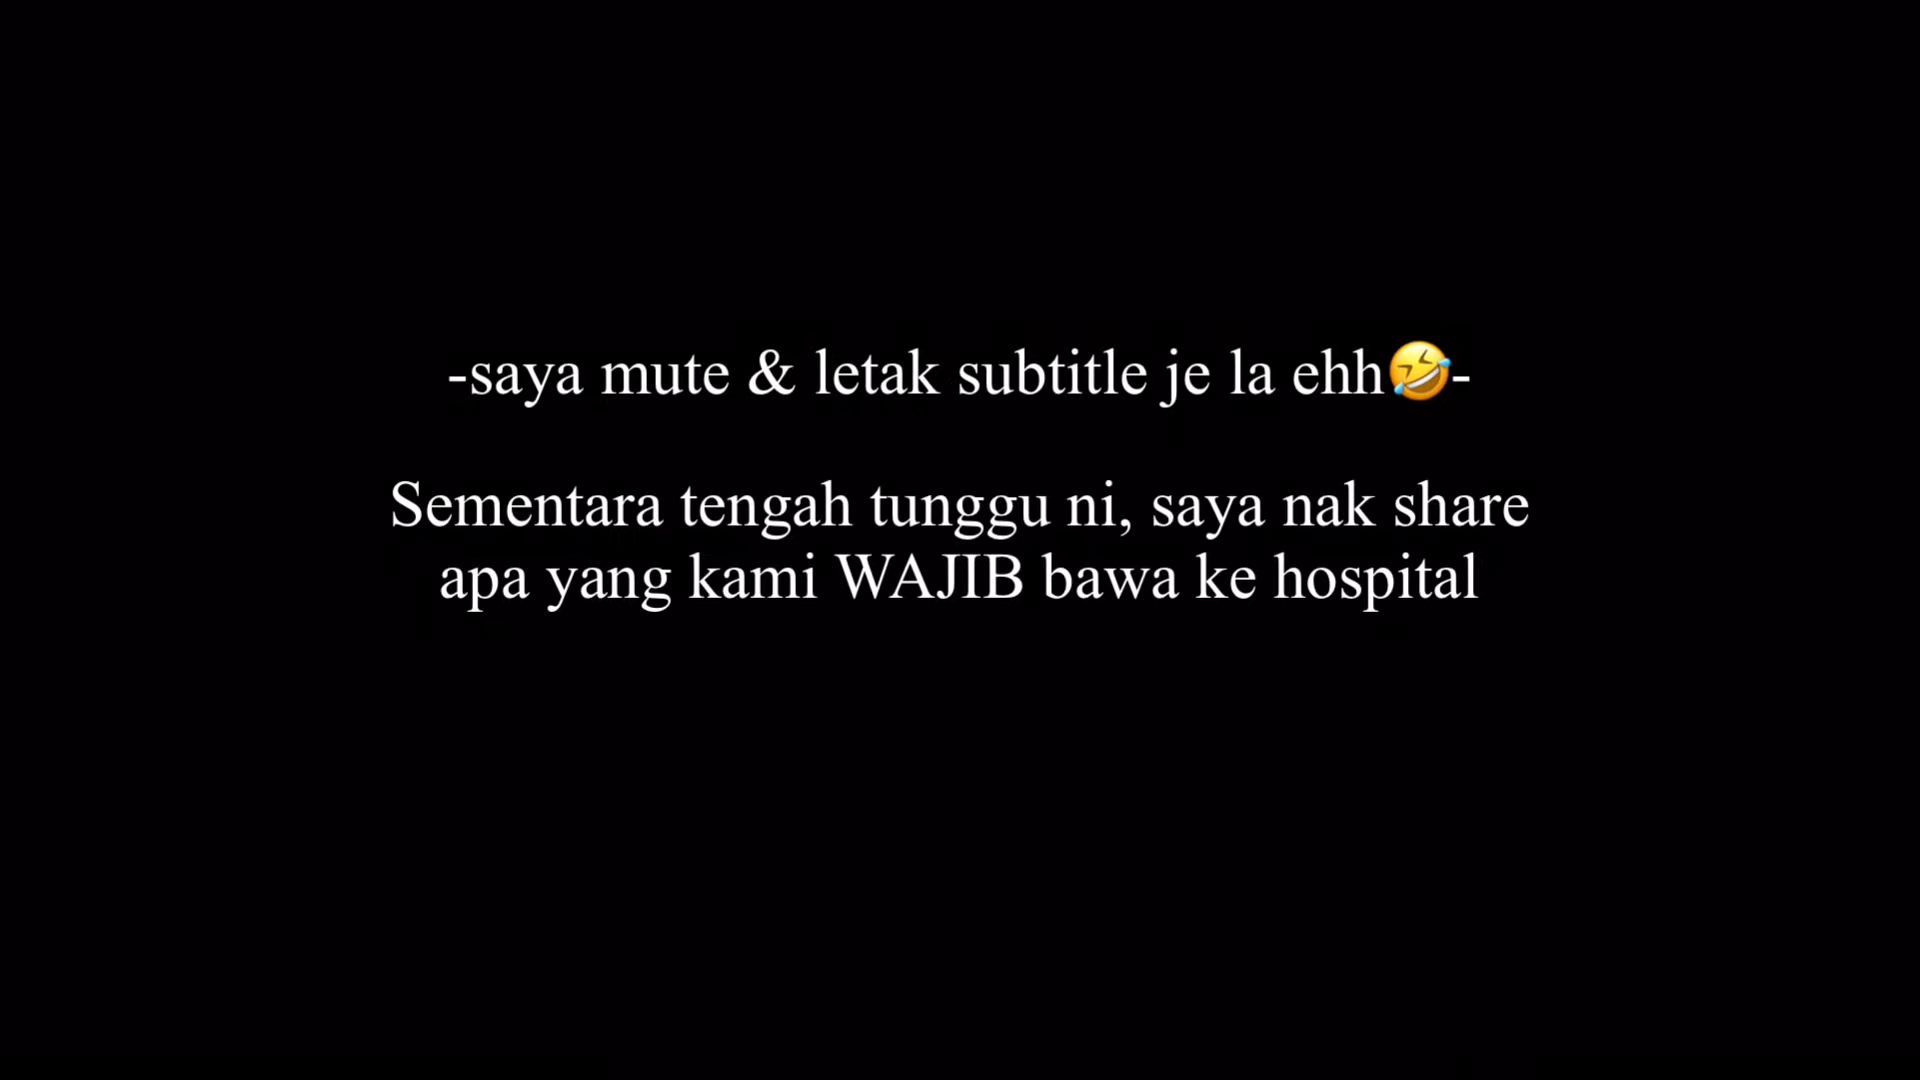 -saya mute & letak subtitle je la ehh🤣-
Sementara tengah tunggu ni, saya nak share
apa yang kami WAJIB bawa ke hospital